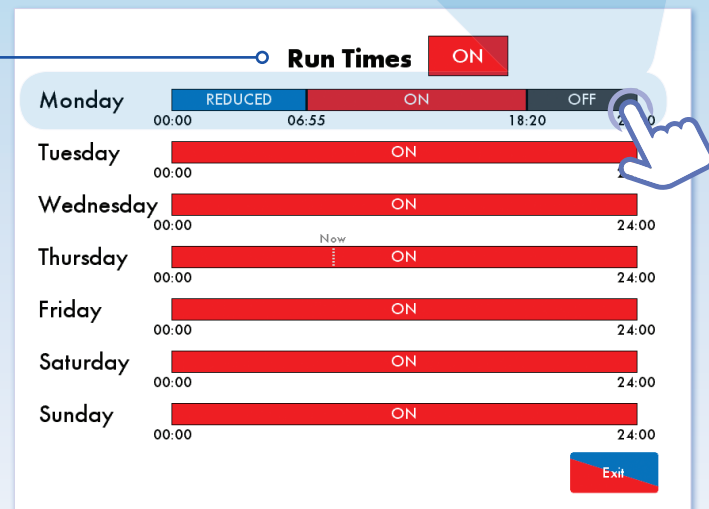 Run Times ON
Monday REDUCED ON OFF
00:00 06:55 18:20
Tuesday ON
00:00
Wednesday ON
00:00 24:00
Now
Thursday ON
00:00 24:00
Friday ON
00:00 24:00
Saturday ON
00:00 24:00
Sunday ON
00:00 24:00
Exit